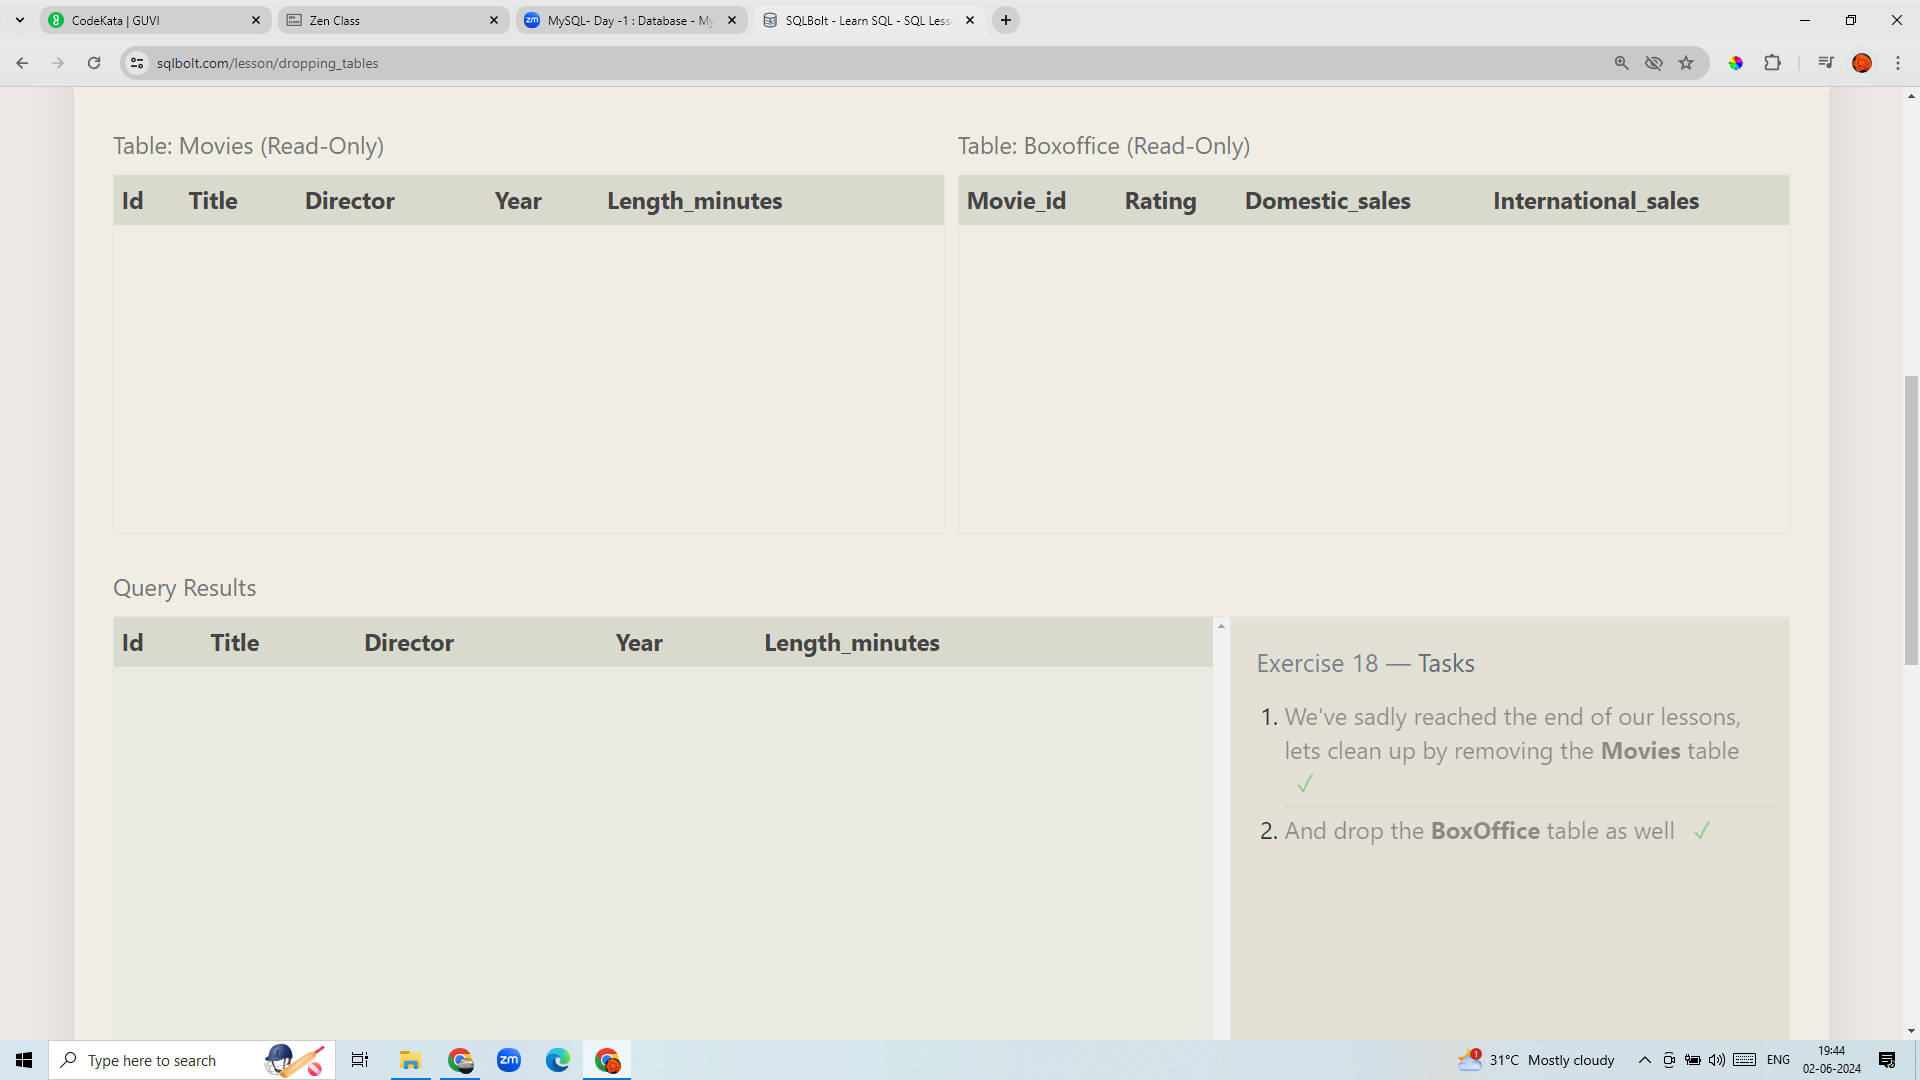 CodeKata | GUVI
Zen Class
MySQL- Day -1 : Database - My
SQLBolt - Learn SQL - SQL Less
sqlbolt.com/lesson/dropping_tables
Table: Movies (Read-Only)
Id Title Director Year Length_minutes
Table: Boxoffice (Read-Only)
Movie_id Rating Domestic_sales International_sales
Query Results
Id Title Director Year Length_minutes
Exercise 18 — Tasks
1. We've sadly reached the end of our lessons,
lets clean up by removing the Movies table
✓
2. And drop the BoxOffice table as well ✓
Type here to search
zm
1
31°C Mostly cloudy
ENG
19:44
02-06-2024